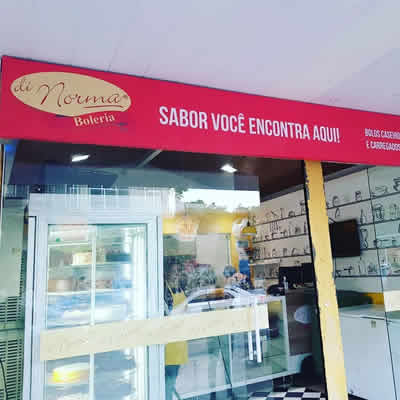 di Norma
Boleria
SABOR VOCÊ ENCONTRA AQUI!
BOLOS CASEIRO
E CARREGADOS